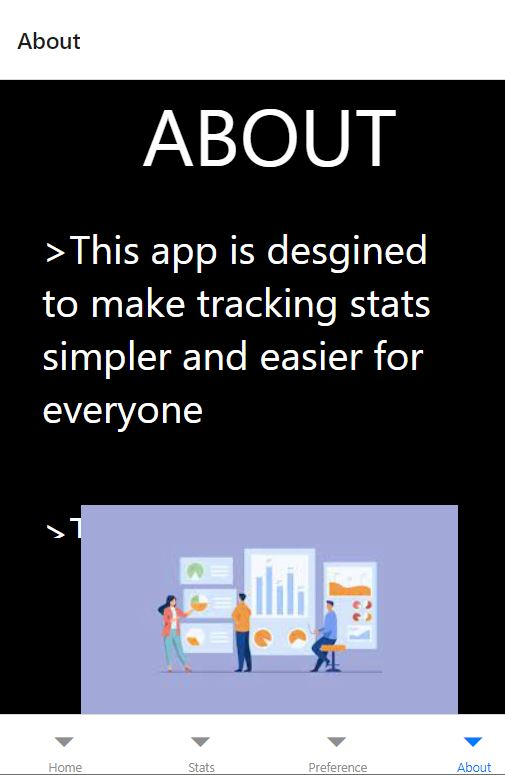 About
ABOUT
>This app is desgined
to make tracking stats
simpler and easier for
everyone
>T
Home Stats Preference About